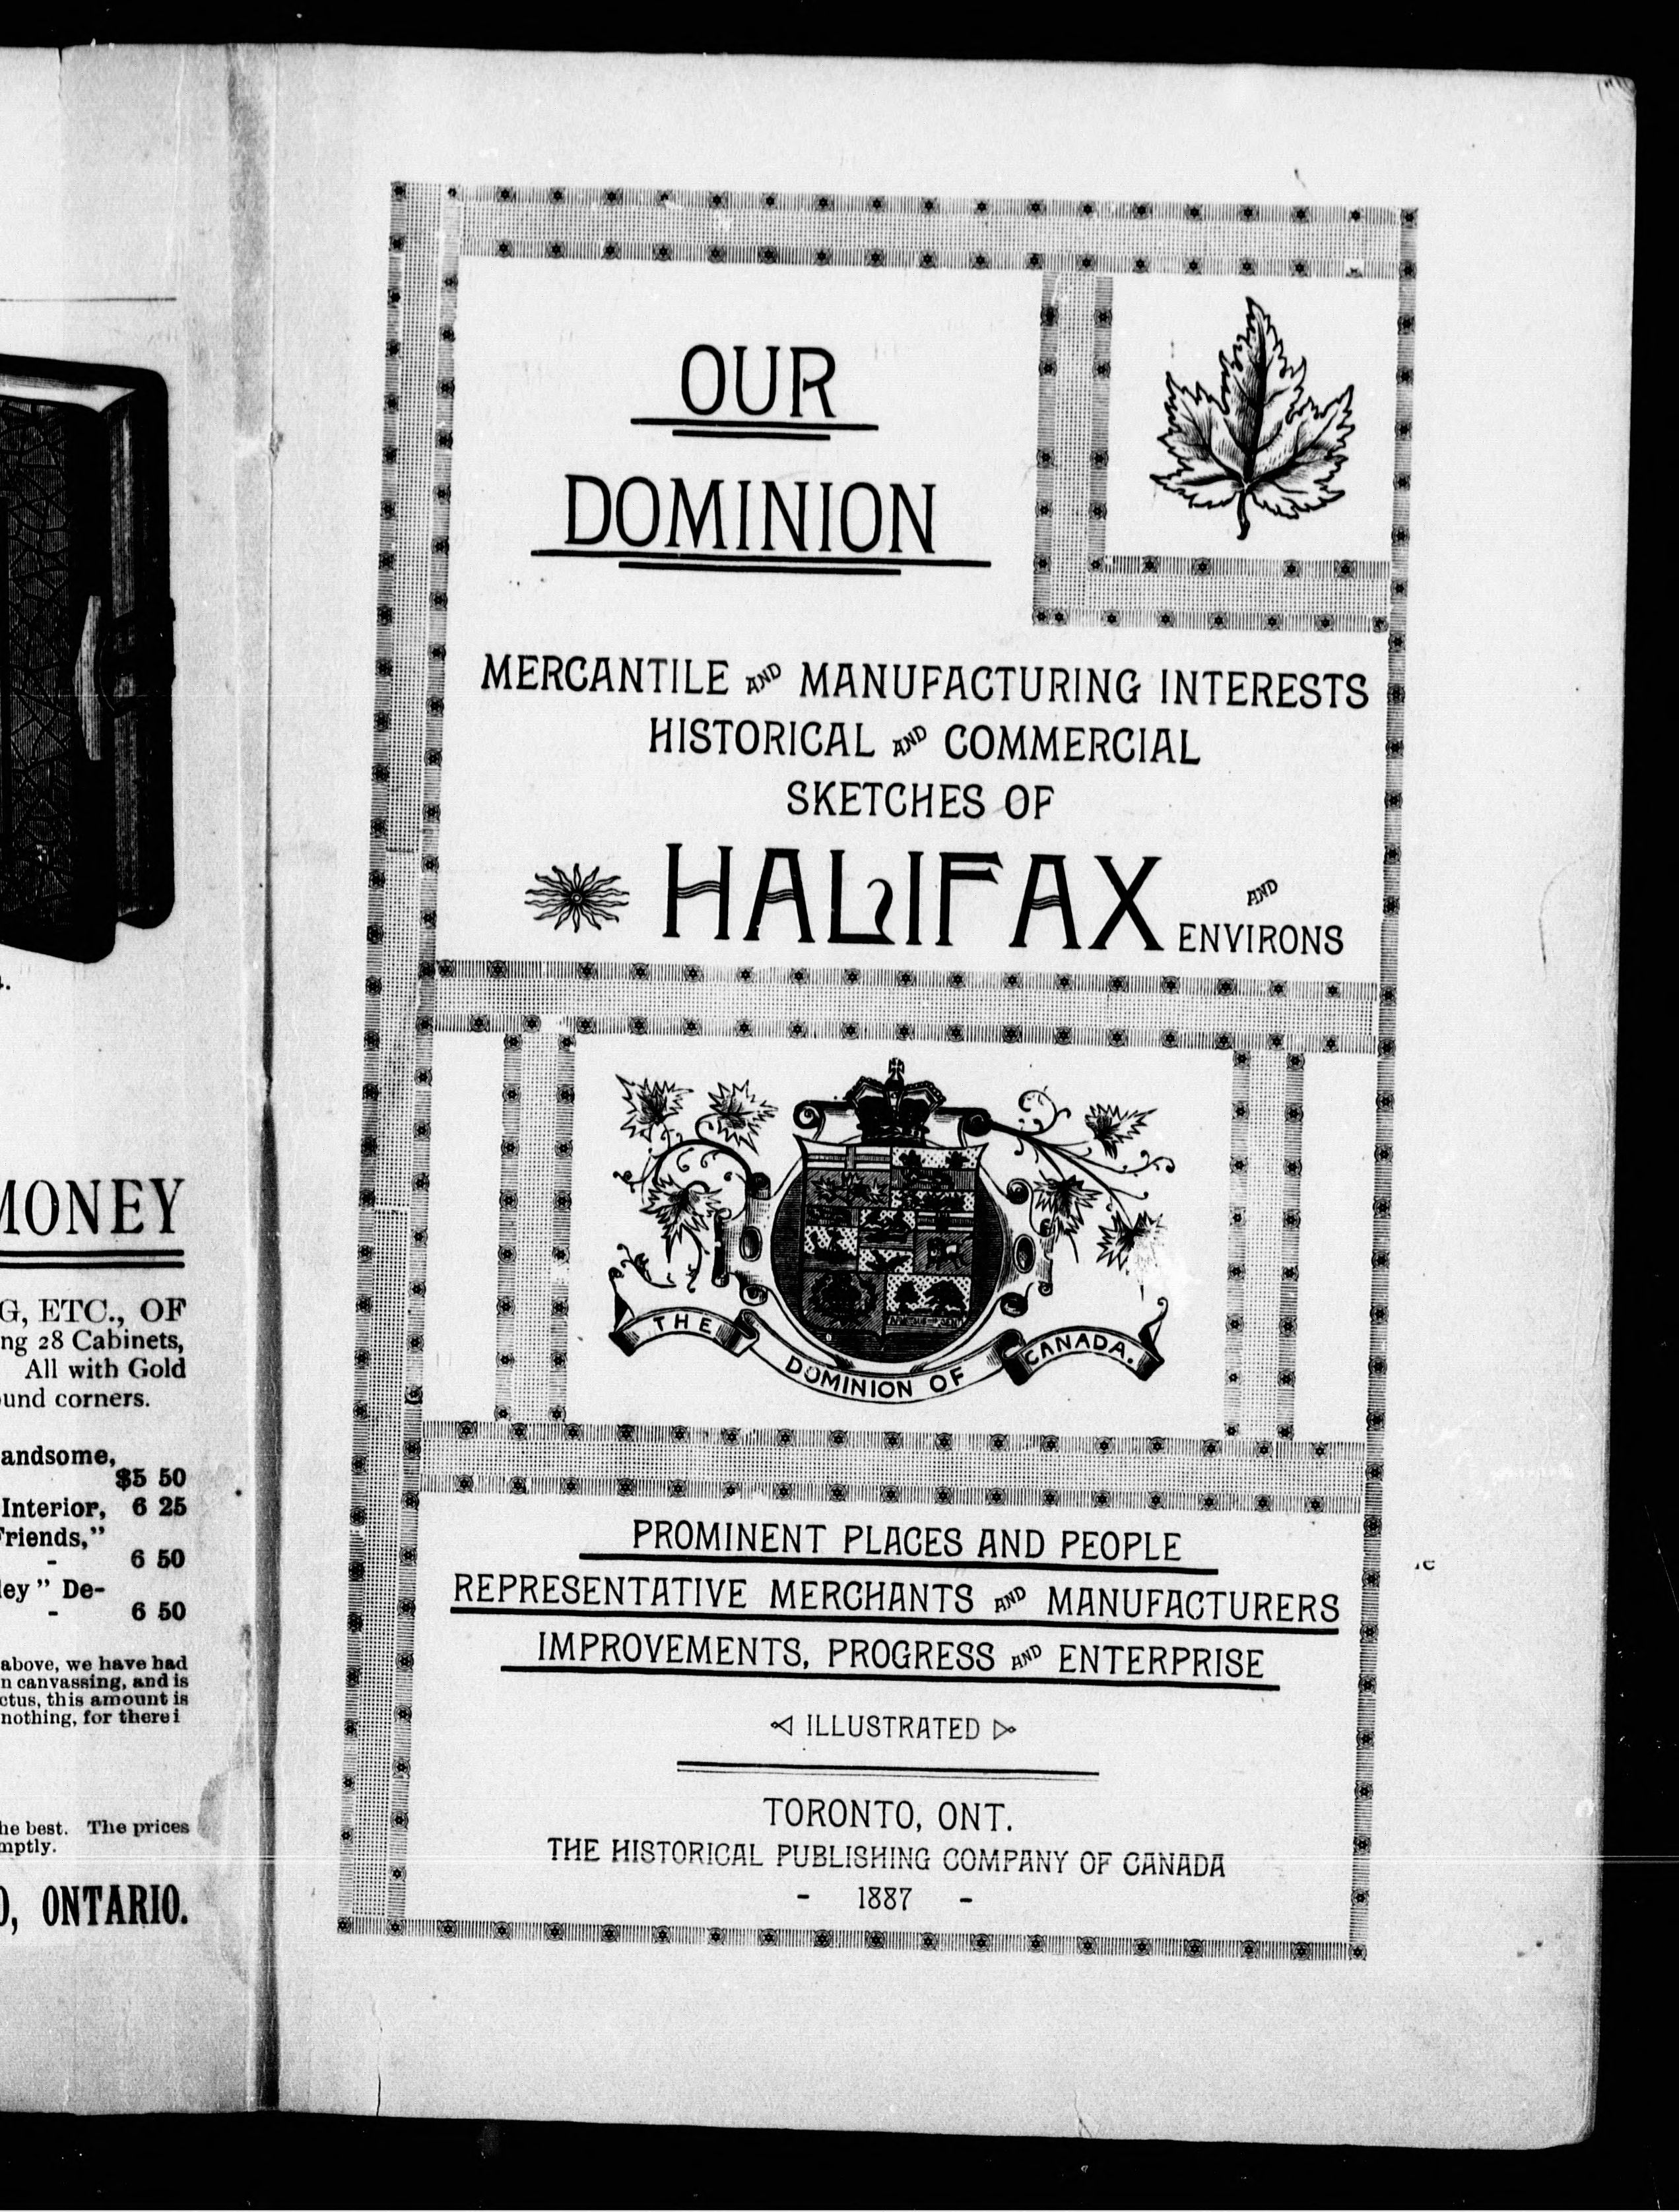 MONEY
G, ETC., OF
ng 28 Cabinets,
All with Gold
und corners.
andsome,
$5 50
Interior, 6 25
Friends,"
- 6 50
ley" De-
- 6 50
above, we have had
n canvassing, and is
ctus, this amount is
nothing, for there i
he best. The prices
mptly.
O, ONTARIO.
OUR
DOMINION
MERCANTILE AND MANUFACTURING INTERESTS
HISTORICAL AND COMMERCIAL
SKETCHES OF
HALIFAX AND ENVIRONS
THE DOMINION OF CANADA.
PROMINENT PLACES AND PEOPLE
REPRESENTATIVE MERCHANTS AND MANUFACTURERS
IMPROVEMENTS, PROGRESS AND ENTERPRISE
ILLUSTRATED
TORONTO, ONT.
THE HISTORICAL PUBLISHING COMPANY OF CANADA
- 1887 -